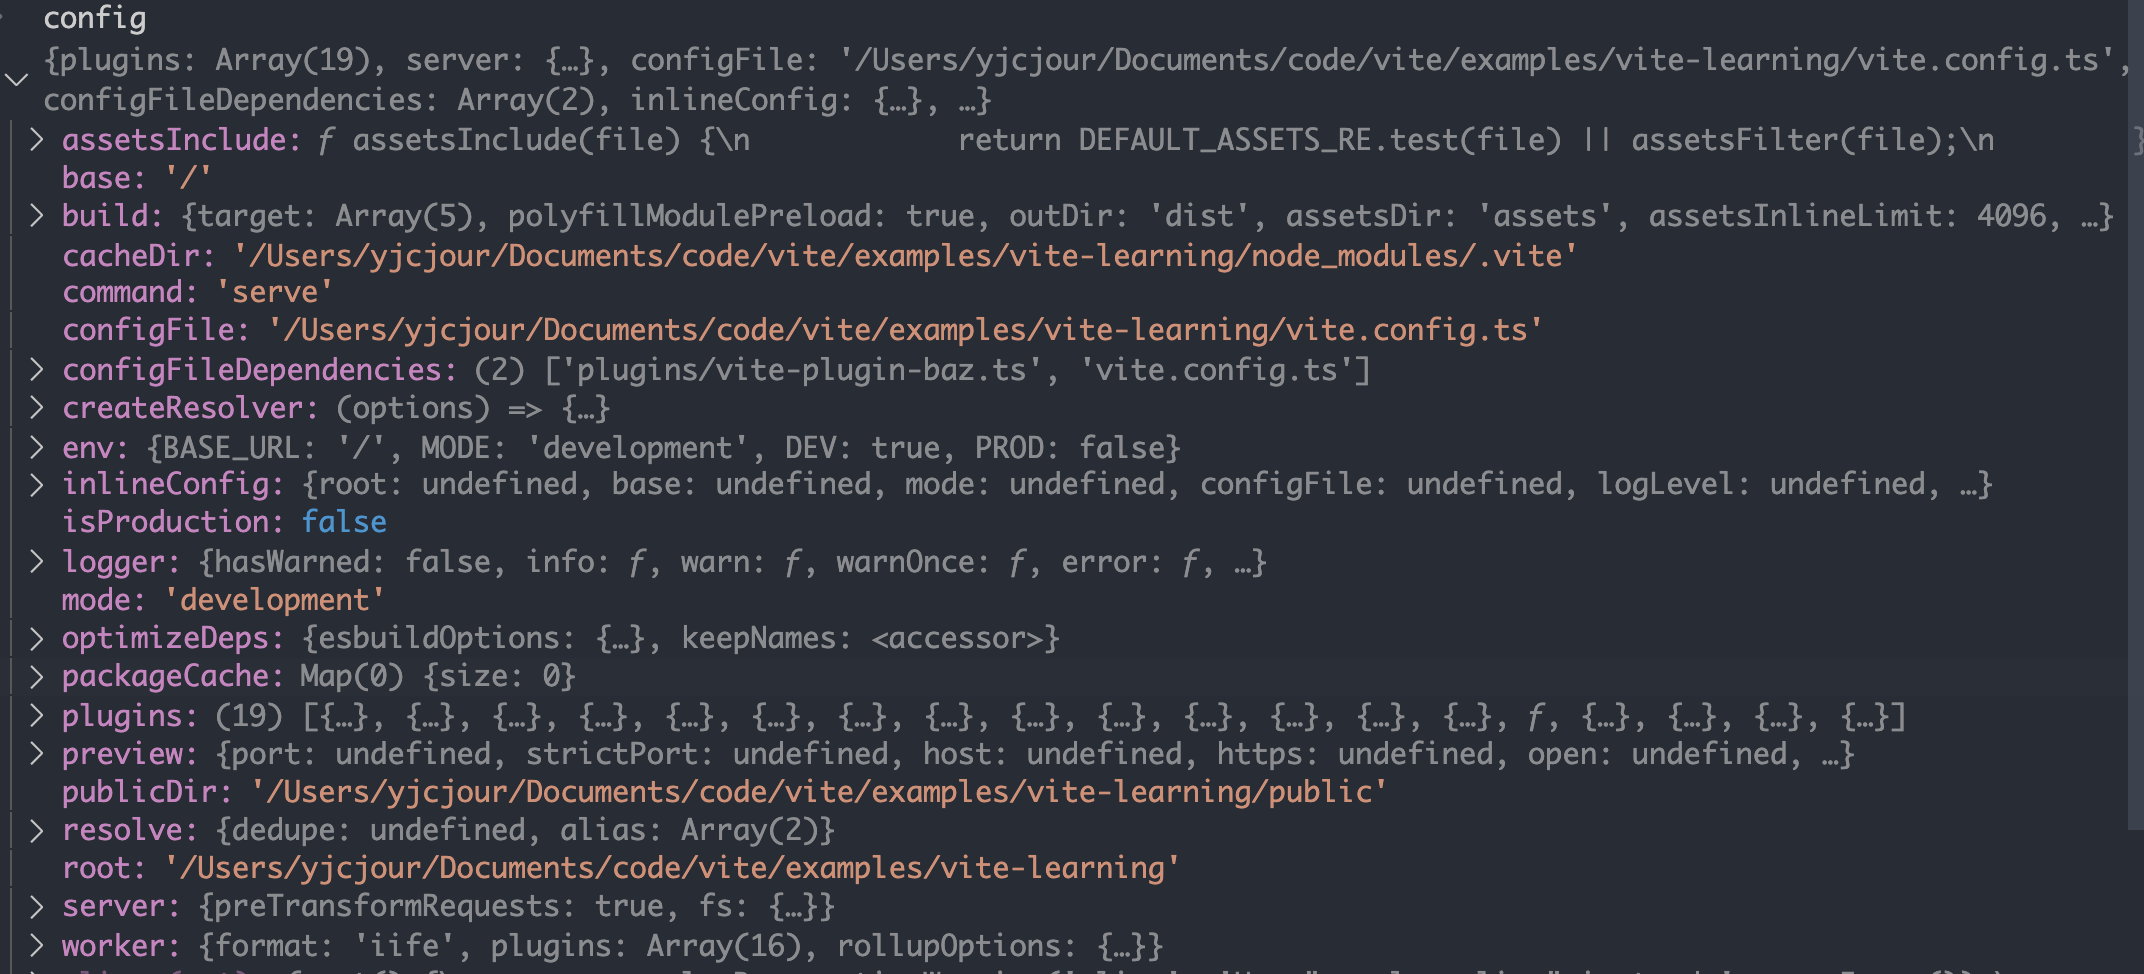 config
{plugins: Array(19), server: {…}, configFile: '/Users/yjcjour/Documents/code/vite/examples/vite-learning/vite.config.ts',
configFileDependencies: Array(2), inlineConfig: {…}, …}
assetsInclude: ƒ assetsInclude(file) {\n            return DEFAULT_ASSETS_RE.test(file) || assetsFilter(file);\n        }
base: '/'
build: {target: Array(5), polyfillModulePreload: true, outDir: 'dist', assetsDir: 'assets', assetsInlineLimit: 4096, …}
cacheDir: '/Users/yjcjour/Documents/code/vite/examples/vite-learning/node_modules/.vite'
command: 'serve'
configFile: '/Users/yjcjour/Documents/code/vite/examples/vite-learning/vite.config.ts'
configFileDependencies: (2) ['plugins/vite-plugin-baz.ts', 'vite.config.ts']
createResolver: (options) => {…}
env: {BASE_URL: '/', MODE: 'development', DEV: true, PROD: false}
inlineConfig: {root: undefined, base: undefined, mode: undefined, configFile: undefined, logLevel: undefined, …}
isProduction: false
logger: {hasWarned: false, info: ƒ, warn: ƒ, warnOnce: ƒ, error: ƒ, …}
mode: 'development'
optimizeDeps: {esbuildOptions: {…}, keepNames: <accessor>}
packageCache: Map(0) {size: 0}
plugins: (19) [{…}, {…}, {…}, {…}, {…}, {…}, {…}, {…}, {…}, {…}, {…}, {…}, {…}, {…}, ƒ, {…}, {…}, {…}, {…}]
preview: {port: undefined, strictPort: undefined, host: undefined, https: undefined, open: undefined, …}
publicDir: '/Users/yjcjour/Documents/code/vite/examples/vite-learning/public'
resolve: {dedupe: undefined, alias: Array(2)}
root: '/Users/yjcjour/Documents/code/vite/examples/vite-learning'
server: {preTransformRequests: true, fs: {…}}
worker: {format: 'iife', plugins: Array(16), rollupOptions: {…}}